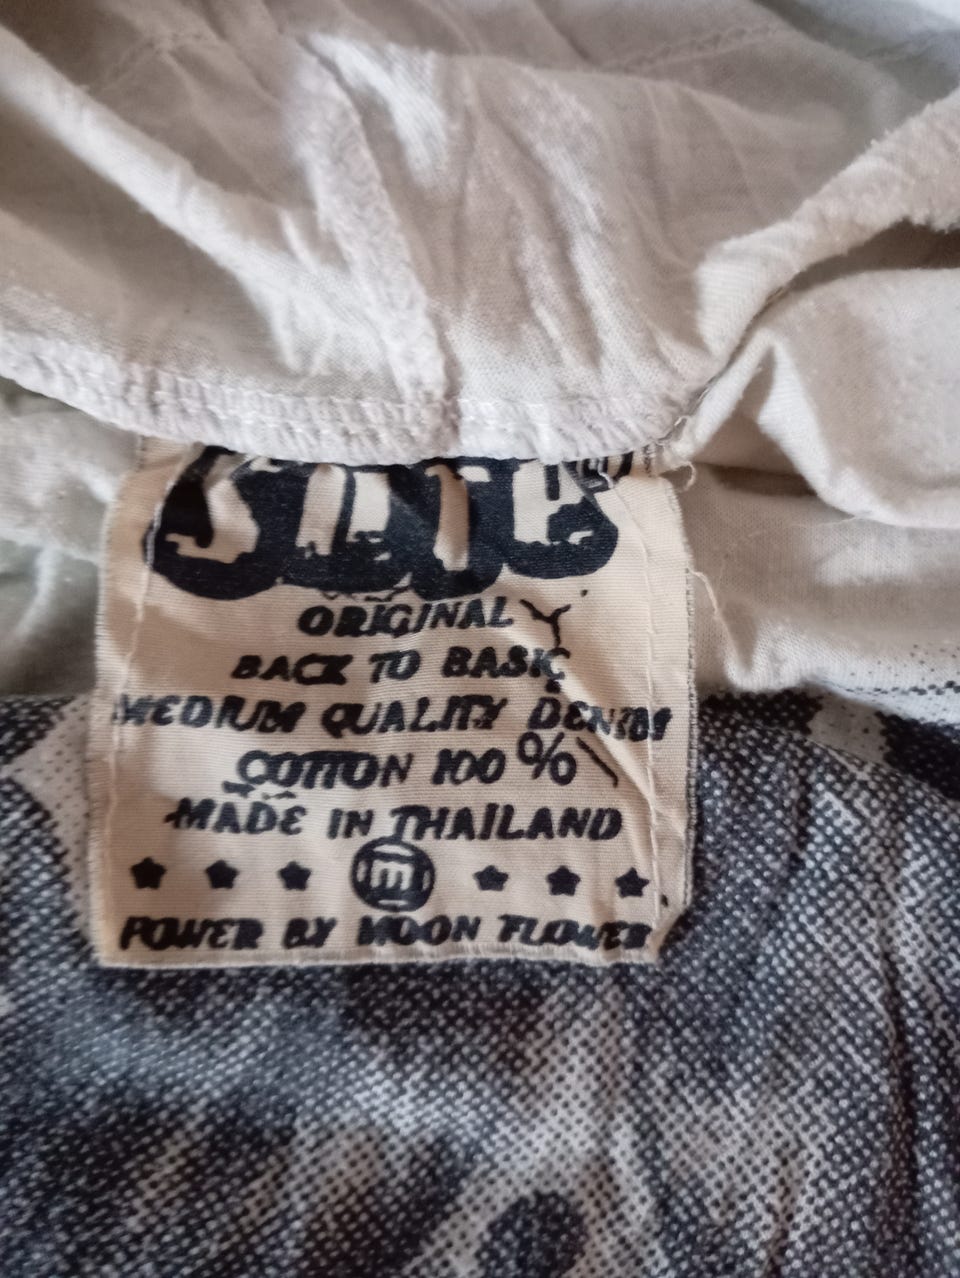 ORIGINAL
BACK TO BASIC
MEDIUM QUALITY DENIM
COTTON 100 %
MADE IN THAILAND
POWER BY MOON FLOWER